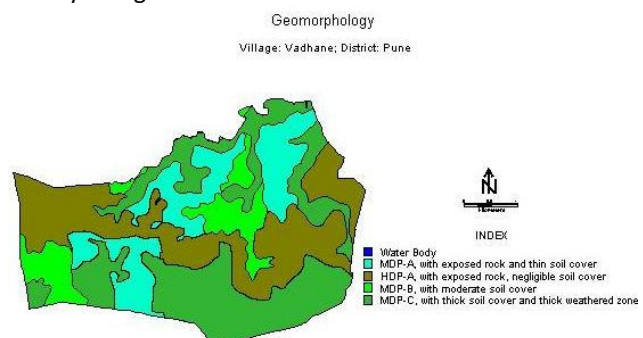 Geomorphology
Village: Vadhane; District: Pune
N
INDEX
Water Body
MDP-A, with exposed rock and thin soil cover
HDP-A, with exposed rock, negligible soil cover
MDP-B, with moderate soil cover
MDP-C, with thick soil cover and thick weathered zone